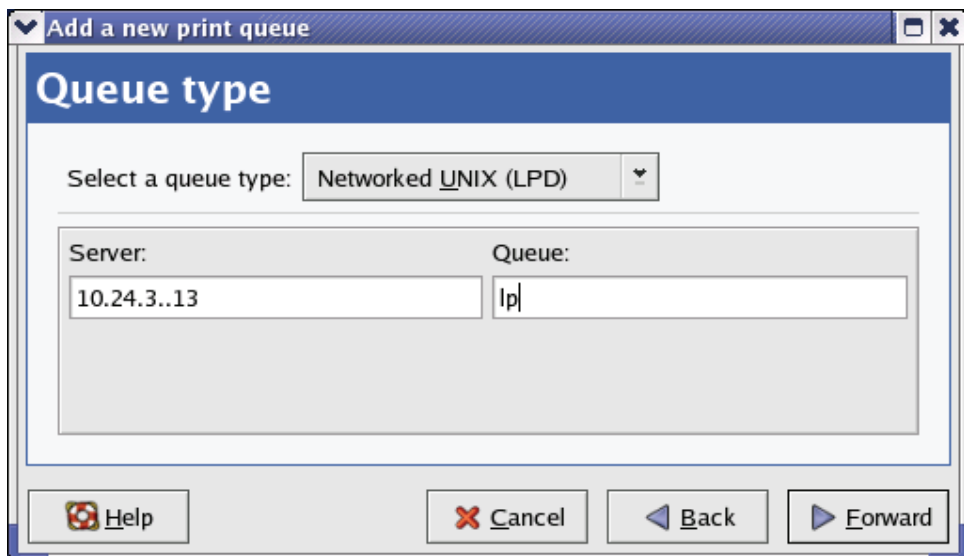 Add a new print queue
Queue type
Select a queue type: Networked UNIX (LPD)
Server: Queue:
10.24.3..13 lp
Help Cancel Back Forward